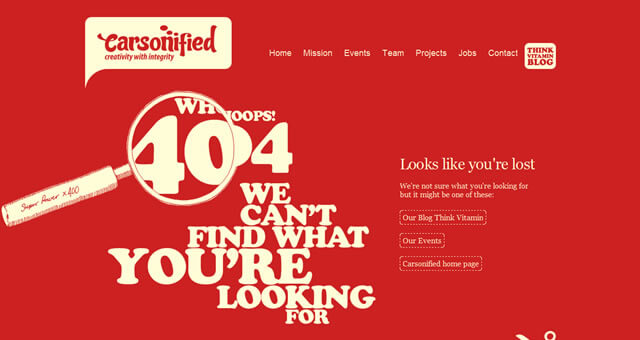 Carsonified
creativity with integrity
Home Mission Events Team Projects Jobs Contact
THINK
VITAMIN
BLOG
WHOOOPS!
404
Super Power x400
WE
CAN'T
FIND WHAT
YOU'RE
LOOKING
FOR
Looks like you're lost
We're not sure what you're looking for
but it might be one of these:
Our Blog Think Vitamin
Our Events
Carsonified home page